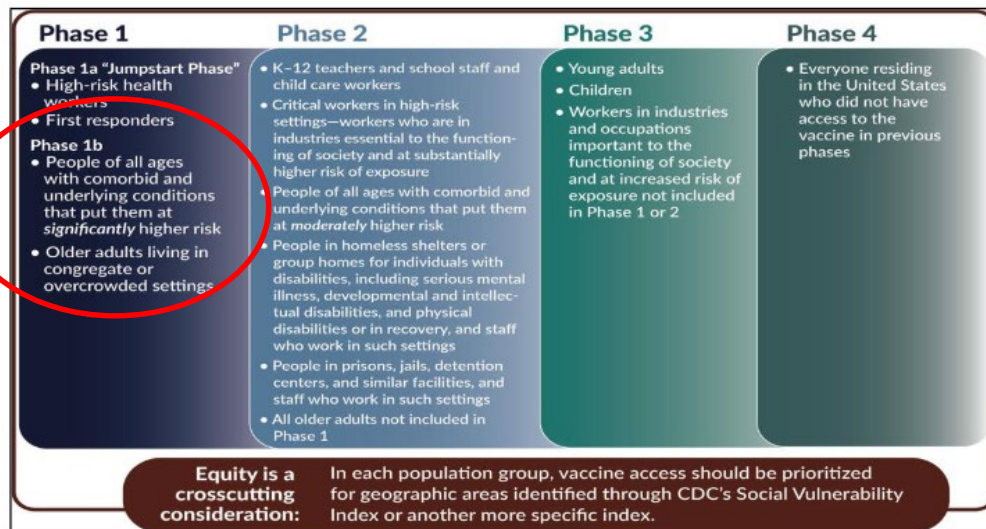 Phase 1
Phase 1a “Jumpstart Phase”
• High-risk health
workers
• First responders
Phase 1b
• People of all ages
with comorbid and
underlying conditions
that put them at
significantly higher risk
• Older adults living in
congregate or
overcrowded settings
Phase 2
• K–12 teachers and school staff and
child care workers
• Critical workers in high-risk
settings—workers who are in
industries essential to the function-
ing of society and at substantially
higher risk of exposure
• People of all ages with comorbid and
underlying conditions that put them
at moderately higher risk
• People in homeless shelters or
group homes for individuals with
disabilities, including serious mental
illness, developmental and intellec-
tual disabilities, and physical
disabilities or in recovery, and staff
who work in such settings
• People in prisons, jails, detention
centers, and similar facilities, and
staff who work in such settings
• All older adults not included in
Phase 1
Phase 3
• Young adults
• Children
• Workers in industries
and occupations
important to the
functioning of society
and at increased risk of
exposure not included
in Phase 1 or 2
Phase 4
• Everyone residing
in the United States
who did not have
access to the
vaccine in previous
phases
Equity is a
crosscutting
consideration:
In each population group, vaccine access should be prioritized
for geographic areas identified through CDC’s Social Vulnerability
Index or another more specific index.